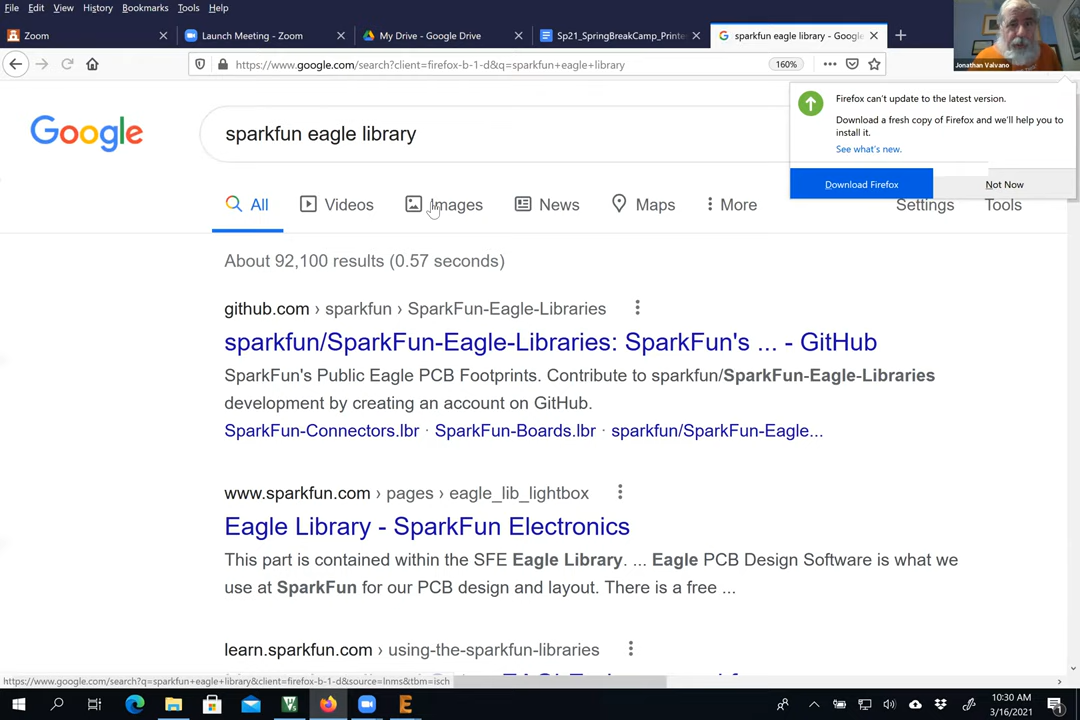 File Edit View History Bookmarks Tools Help
Zoom
Launch Meeting - Zoom
My Drive - Google Drive
Sp21_SpringBreakCamp_Printe
sparkfun eagle library - Google
https://www.google.com/search?client=firefox-b-1-d&q=sparkfun+eagle+library
160%
Jonathan Valvano
Firefox can't update to the latest version.
Download a fresh copy of Firefox and we'll help you to
install it.
See what's new.
Download Firefox
Not Now
Google
sparkfun eagle library
All Videos Images News Maps More Settings Tools
About 92,100 results (0.57 seconds)
github.com › sparkfun › SparkFun-Eagle-Libraries
sparkfun/SparkFun-Eagle-Libraries: SparkFun's ... - GitHub
SparkFun's Public Eagle PCB Footprints. Contribute to sparkfun/SparkFun-Eagle-Libraries
development by creating an account on GitHub.
SparkFun-Connectors.lbr · SparkFun-Boards.lbr · sparkfun/SparkFun-Eagle...
www.sparkfun.com › pages › eagle_lib_lightbox
Eagle Library - SparkFun Electronics
This part is contained within the SFE Eagle Library. ... Eagle PCB Design Software is what we
use at SparkFun for our PCB design and layout. There is a free ...
learn.sparkfun.com › using-the-sparkfun-libraries
https://www.google.com/search?q=sparkfun+eagle+library&client=firefox-b-1-d&source=lnms&tbm=isch
10:30 AM
3/16/2021